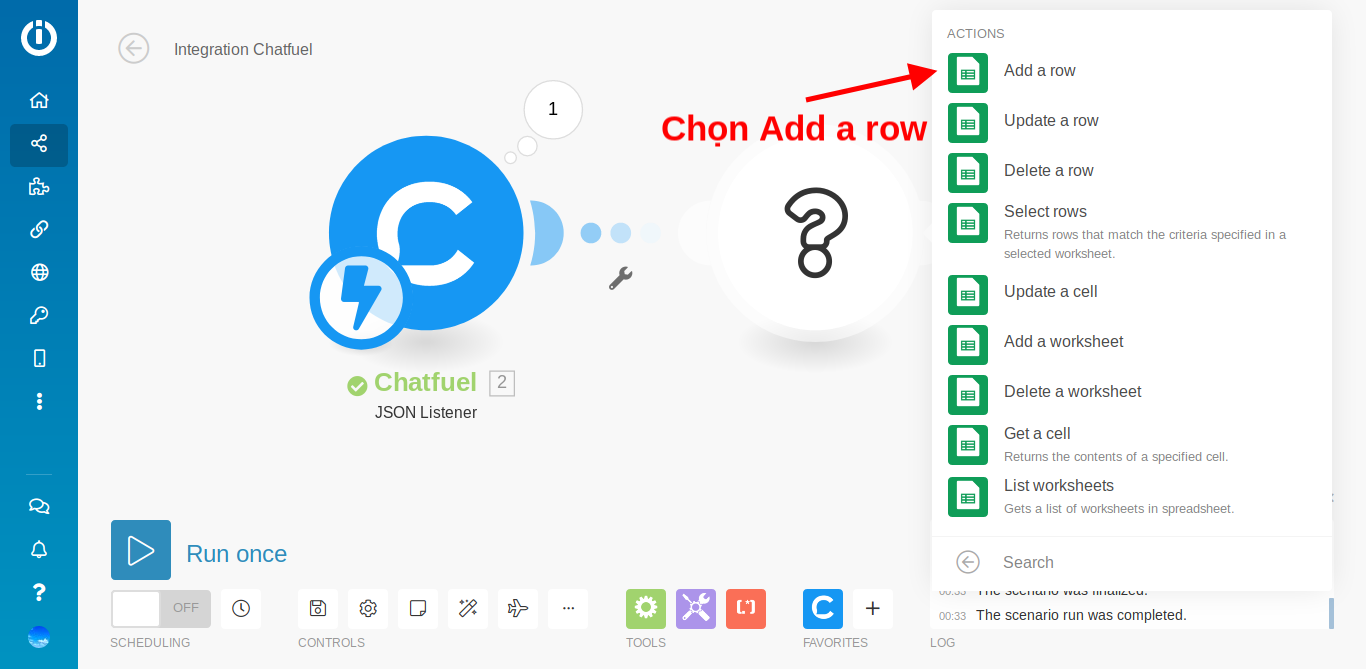 Integration Chatfuel
1
Chọn Add a row
Chatfuel 2
JSON Listener
ACTIONS
Add a row
Update a row
Delete a row
Select rows
Returns rows that match the criteria specified in a
selected worksheet.
Update a cell
Add a worksheet
Delete a worksheet
Get a cell
Returns the contents of a specified cell.
List worksheets
Gets a list of worksheets in spreadsheet.
Search
Run once
OFF
SCHEDULING
CONTROLS
TOOLS
FAVORITES
00:33 The scenario was finalized.
00:33 The scenario run was completed.
LOG